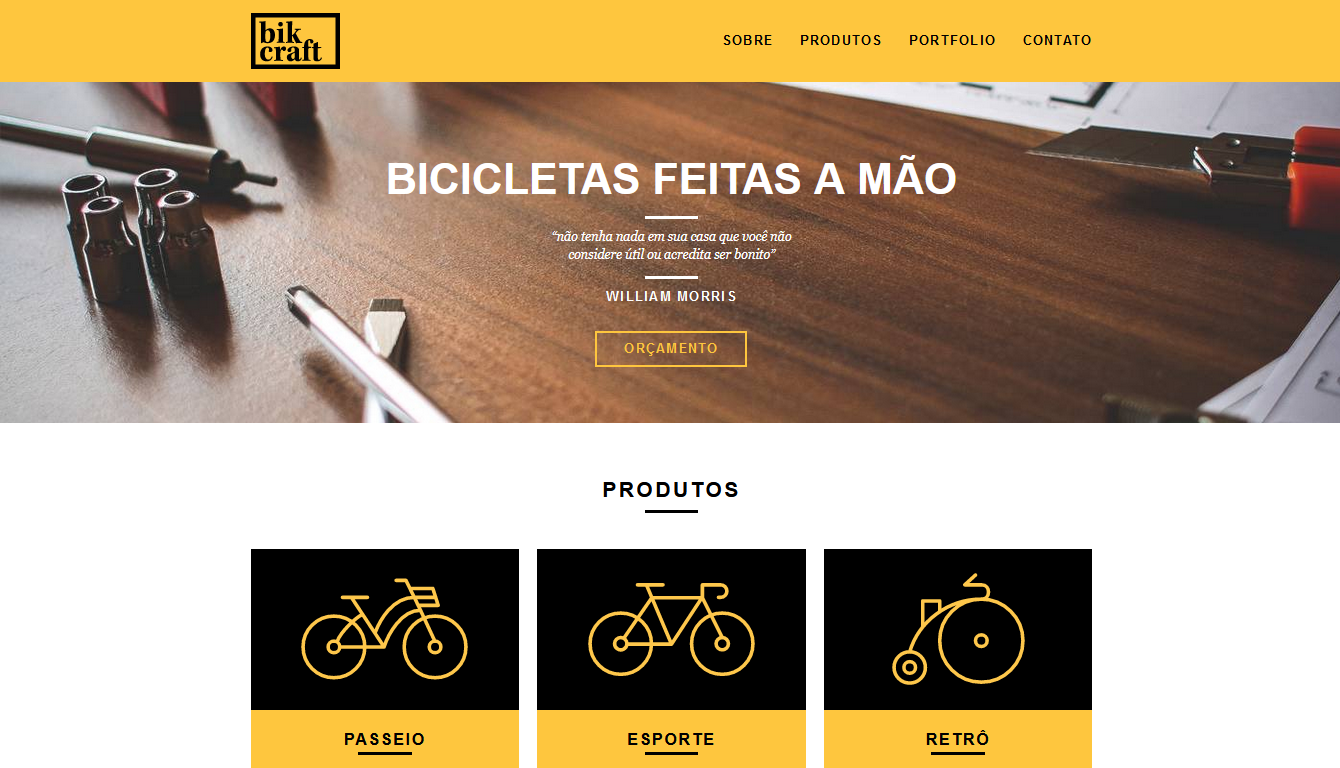 bik
craft
SOBRE PRODUTOS PORTFOLIO CONTATO
BICICLETAS FEITAS A MÃO
“não tenha nada em sua casa que você não
considere útil ou acredita ser bonito”
WILLIAM MORRIS
ORÇAMENTO
PRODUTOS
PASSEIO ESPORTE RETRÔ